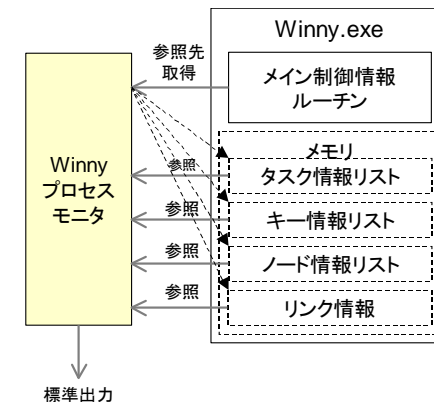 Winny.exe
参照先
取得
メイン制御情報
ルーチン
メモリ
Winny
プロセス
モニタ
参照
タスク情報リスト
参照
キー情報リスト
参照
ノード情報リスト
参照
リンク情報
標準出力